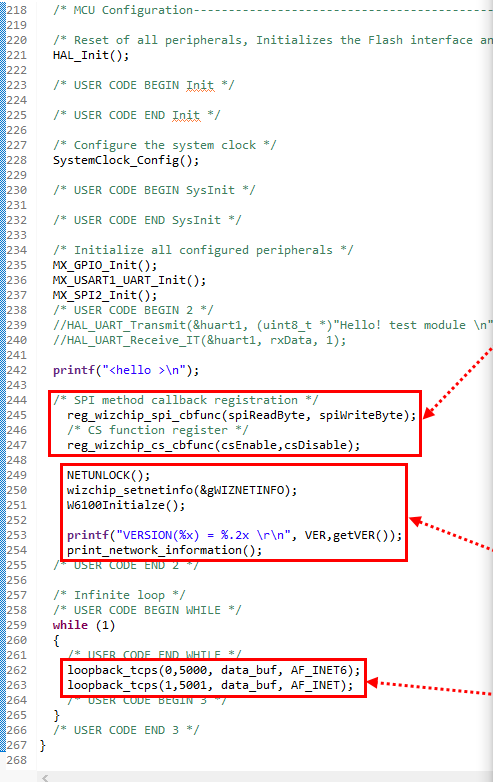 218 /* MCU Configuration-----------------------------------------------
219
220 /* Reset of all peripherals, Initializes the Flash interface an
221 HAL_Init();
222
223 /* USER CODE BEGIN Init */
224
225 /* USER CODE END Init */
226
227 /* Configure the system clock */
228 SystemClock_Config();
229
230 /* USER CODE BEGIN SysInit */
231
232 /* USER CODE END SysInit */
233
234 /* Initialize all configured peripherals */
235 MX_GPIO_Init();
236 MX_USART1_UART_Init();
237 MX_SPI2_Init();
238 /* USER CODE BEGIN 2 */
239 //HAL_UART_Transmit(&huart1, (uint8_t *)"Hello! test module \n"
240 //HAL_UART_Receive_IT(&huart1, rxData, 1);
241
242 printf("<hello >\n");
243
244 /* SPI method callback registration */
245 reg_wizchip_spi_cbfunc(spiReadByte, spiWriteByte);
246 /* CS function register */
247 reg_wizchip_cs_cbfunc(csEnable,csDisable);
248
249 NETUNLOCK();
250 wizchip_setnetinfo(&gWIZNETINFO);
251 W6100Initialze();
252
253 printf("VERSION(%x) = %.2x \r\n", VER,getVER());
254 print_network_information();
255 /* USER CODE END 2 */
256
257 /* Infinite loop */
258 /* USER CODE BEGIN WHILE */
259 while (1)
260 {
261 /* USER CODE END WHILE */
262 loopback_tcps(0,5000, data_buf, AF_INET6);
263 loopback_tcps(1,5001, data_buf, AF_INET);
264 /* USER CODE BEGIN 3 */
265 }
266 /* USER CODE END 3 */
267 }
268